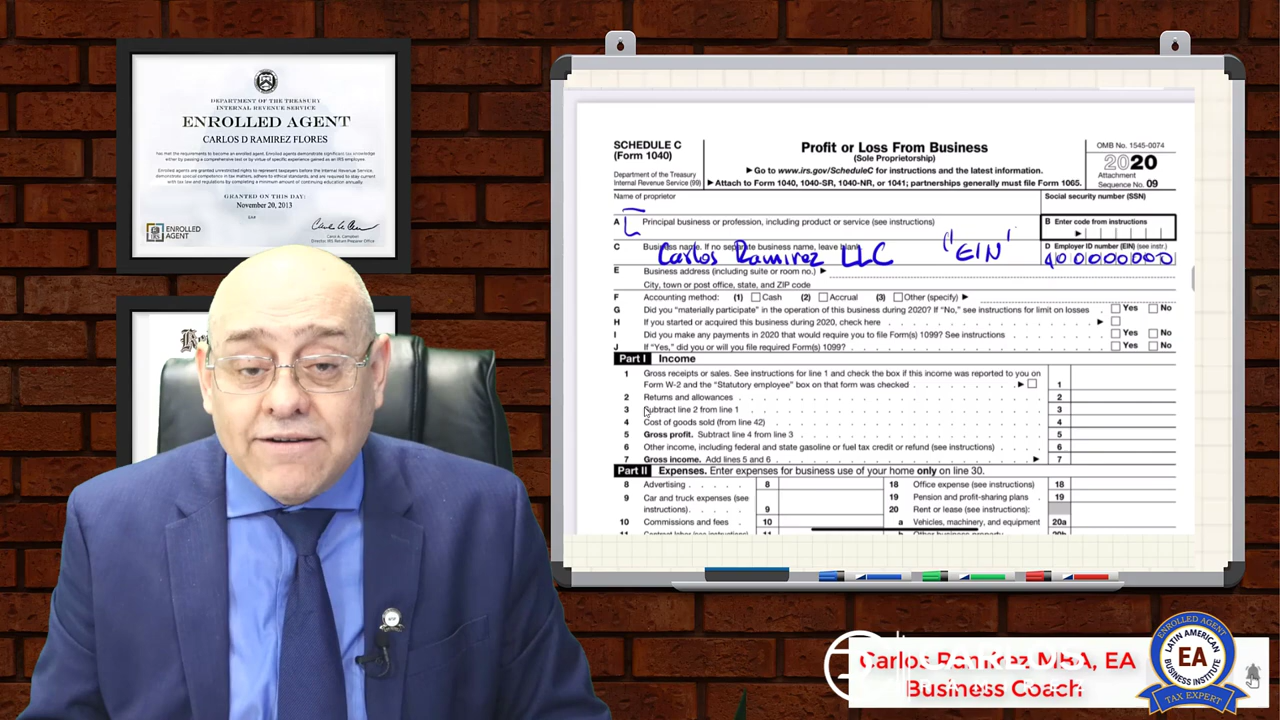 DEPARTMENT OF THE TREASURY
INTERNAL REVENUE SERVICE
ENROLLED AGENT
CARLOS D RAMIREZ FLORES
GRANTED ON THIS DAY:
November 20, 2013
ENROLLED
AGENT
SCHEDULE C
(Form 1040)
Department of the Treasury
Internal Revenue Service (99)
Profit or Loss From Business
(Sole Proprietorship)
▶ Go to www.irs.gov/ScheduleC for instructions and the latest information.
▶ Attach to Form 1040, 1040-SR, 1040-NR, or 1041; partnerships generally must file Form 1065.
OMB No. 1545-0074
2020
Attachment
Sequence No. 09
Name of proprietor
Social security number (SSN)
A Principal business or profession, including product or service (see instructions)
B Enter code from instructions
C Business name. If no separate business name, leave blank.
Carlos Ramirez LLC "EIN"
D Employer ID number (EIN) (see instr.)
E Business address (including suite or room no.) ▶
City, town or post office, state, and ZIP code
F Accounting method: (1) Cash (2) Accrual (3) Other (specify) ▶
G Did you "materially participate" in the operation of this business during 2020? If "No," see instructions for limit on losses Yes No
H If you started or acquired this business during 2020, check here ▶
I Did you make any payments in 2020 that would require you to file Form(s) 1099? See instructions Yes No
J If "Yes," did you or will you file required Form(s) 1099? Yes No
Part I Income
1 Gross receipts or sales. See instructions for line 1 and check the box if this income was reported to you on
Form W-2 and the "Statutory employee" box on that form was checked ▶ 1
2 Returns and allowances 2
3 Subtract line 2 from line 1 3
4 Cost of goods sold (from line 42) 4
5 Gross profit. Subtract line 4 from line 3 5
6 Other income, including federal and state gasoline or fuel tax credit or refund (see instructions) 6
7 Gross income. Add lines 5 and 6 ▶ 7
Part II Expenses. Enter expenses for business use of your home only on line 30.
8 Advertising 8 18 Office expense (see instructions) 18
9 Car and truck expenses (see 19 Pension and profit-sharing plans 19
instructions) 9 20 Rent or lease (see instructions):
10 Commissions and fees 10 a Vehicles, machinery, and equipment 20a
Carlos Ramirez MBA, EA
Business Coach
ENROLLED AGENT
LATIN AMERICAN
EA
BUSINESS INSTITUTE
TAX EXPERT